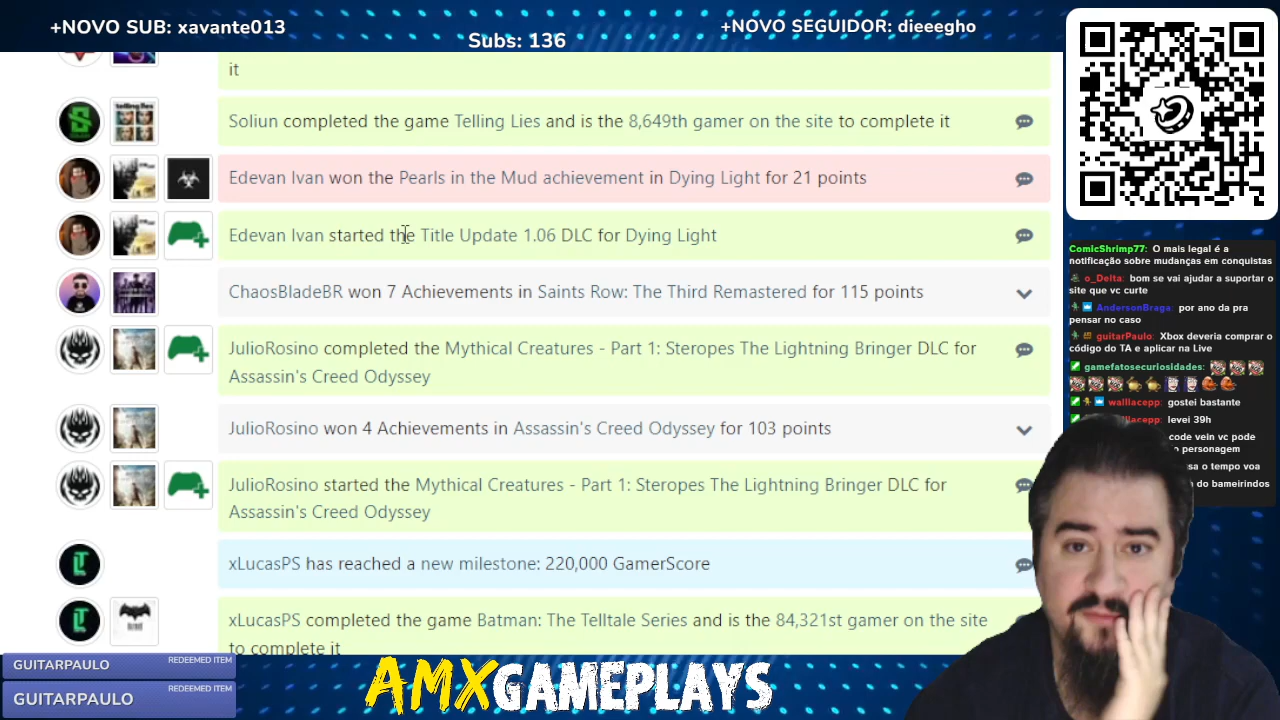 +NOVO SUB: xavante013
Subs: 136
+NOVO SEGUIDOR: dieeegho
it
Soliun completed the game Telling Lies and is the 8,649th gamer on the site to complete it
Edevan Ivan won the Pearls in the Mud achievement in Dying Light for 21 points
Edevan Ivan started the Title Update 1.06 DLC for Dying Light
ChaosBladeBR won 7 Achievements in Saints Row: The Third Remastered for 115 points
JulioRosino completed the Mythical Creatures - Part 1: Steropes The Lightning Bringer DLC for
Assassin's Creed Odyssey
JulioRosino won 4 Achievements in Assassin's Creed Odyssey for 103 points
JulioRosino started the Mythical Creatures - Part 1: Steropes The Lightning Bringer DLC for
Assassin's Creed Odyssey
xLucasPS has reached a new milestone: 220,000 GamerScore
xLucasPS completed the game Batman: The Telltale Series and is the 84,321st gamer on the site
to complete it
ComicShrimp77: O mais legal é a
notificação sobre mudanças em conquistas
o_Delta: bom se vai ajudar a suportar o
site que vc curte
AndersonBraga: por ano da pra
pensar no caso
guitarPaulo: Xbox deveria comprar o
código do TA e aplicar na Live
gamefatosecuriosidades:
walllacepp: gostei bastante
levei 39h
code vein vc pode
personagem
o tempo voa
do bameirindos
GUITARPAULO
REDEEMED ITEM
GUITARPAULO
REDEEMED ITEM
AMXGAMEPLAYS